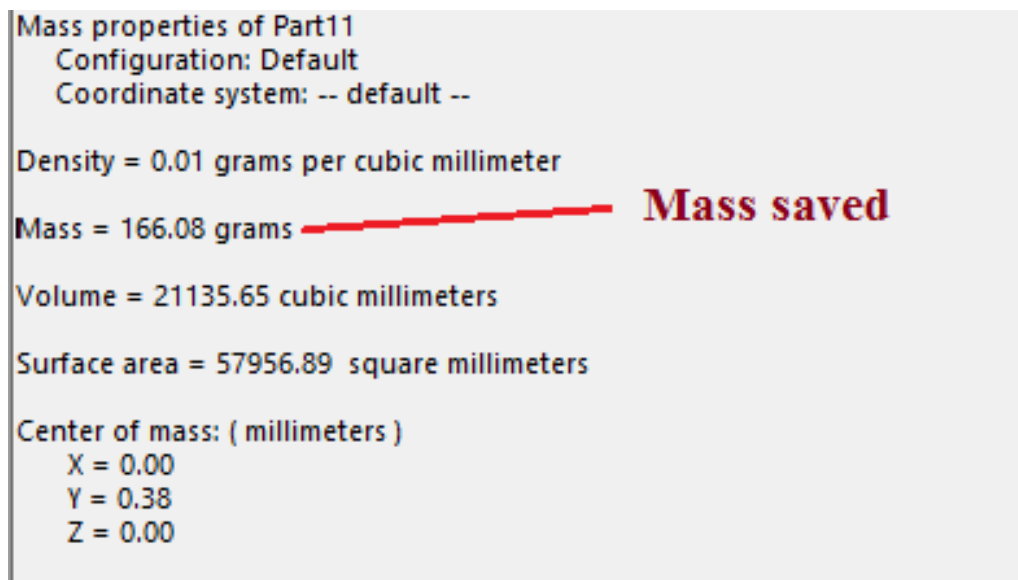 Mass properties of Part11
Configuration: Default
Coordinate system: -- default --
Density = 0.01 grams per cubic millimeter
Mass = 166.08 grams
Mass saved
Volume = 21135.65 cubic millimeters
Surface area = 57956.89  square millimeters
Center of mass: ( millimeters )
X = 0.00
Y = 0.38
Z = 0.00